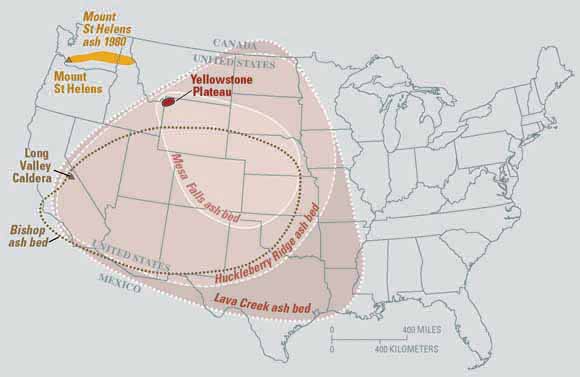 Mount
St Helens
ash 1980
Mount
St Helens
CANADA
UNITED STATES
Yellowstone
Plateau
Long
Valley
Caldera
Mesa Falls ash bed
Bishop
ash bed
UNITED STATES
MEXICO
Huckleberry Ridge ash bed
Lava Creek ash bed
0 400 MILES
0 400 KILOMETERS